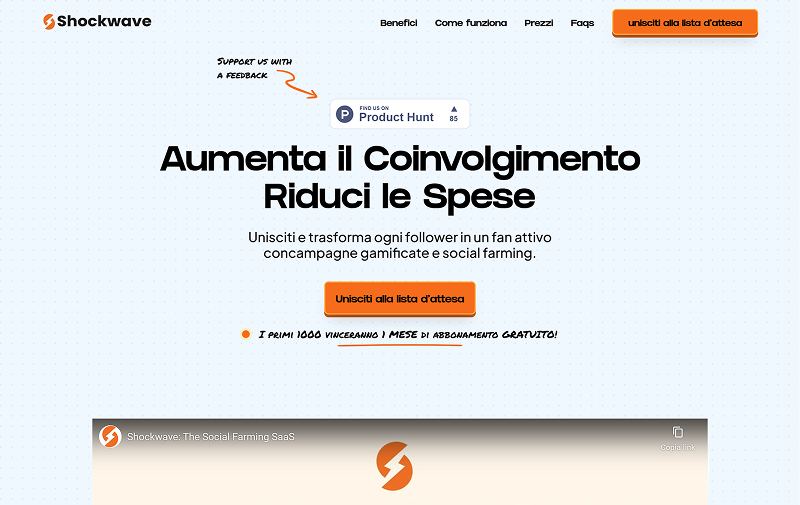 Shockwave
Benefici
Come funziona
Prezzi
Faqs
unisciti alla lista d'attesa
Support us with
a feedback
FIND US ON
Product Hunt
85
Aumenta il Coinvolgimento
Riduci le Spese
Unisciti e trasforma ogni follower in un fan attivo
concampagne gamificate e social farming.
Unisciti alla lista d'attesa
I primi 1000 vinceranno 1 MESE di abbonamento GRATUITO!
Shockwave: The Social Farming SaaS
Copia link